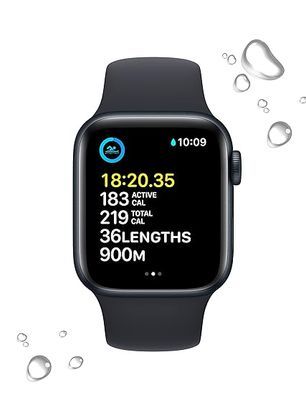 10:09
18:20.35
183 ACTIVE CAL
219 TOTAL CAL
36LENGTHS
900M